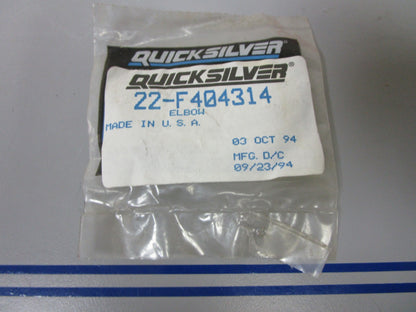 QUICKSILVER®
QUICKSILVER®
22-F404314
ELBOW
MADE IN U.S.A.
03 OCT 94
MFG. D/C
09/23/94